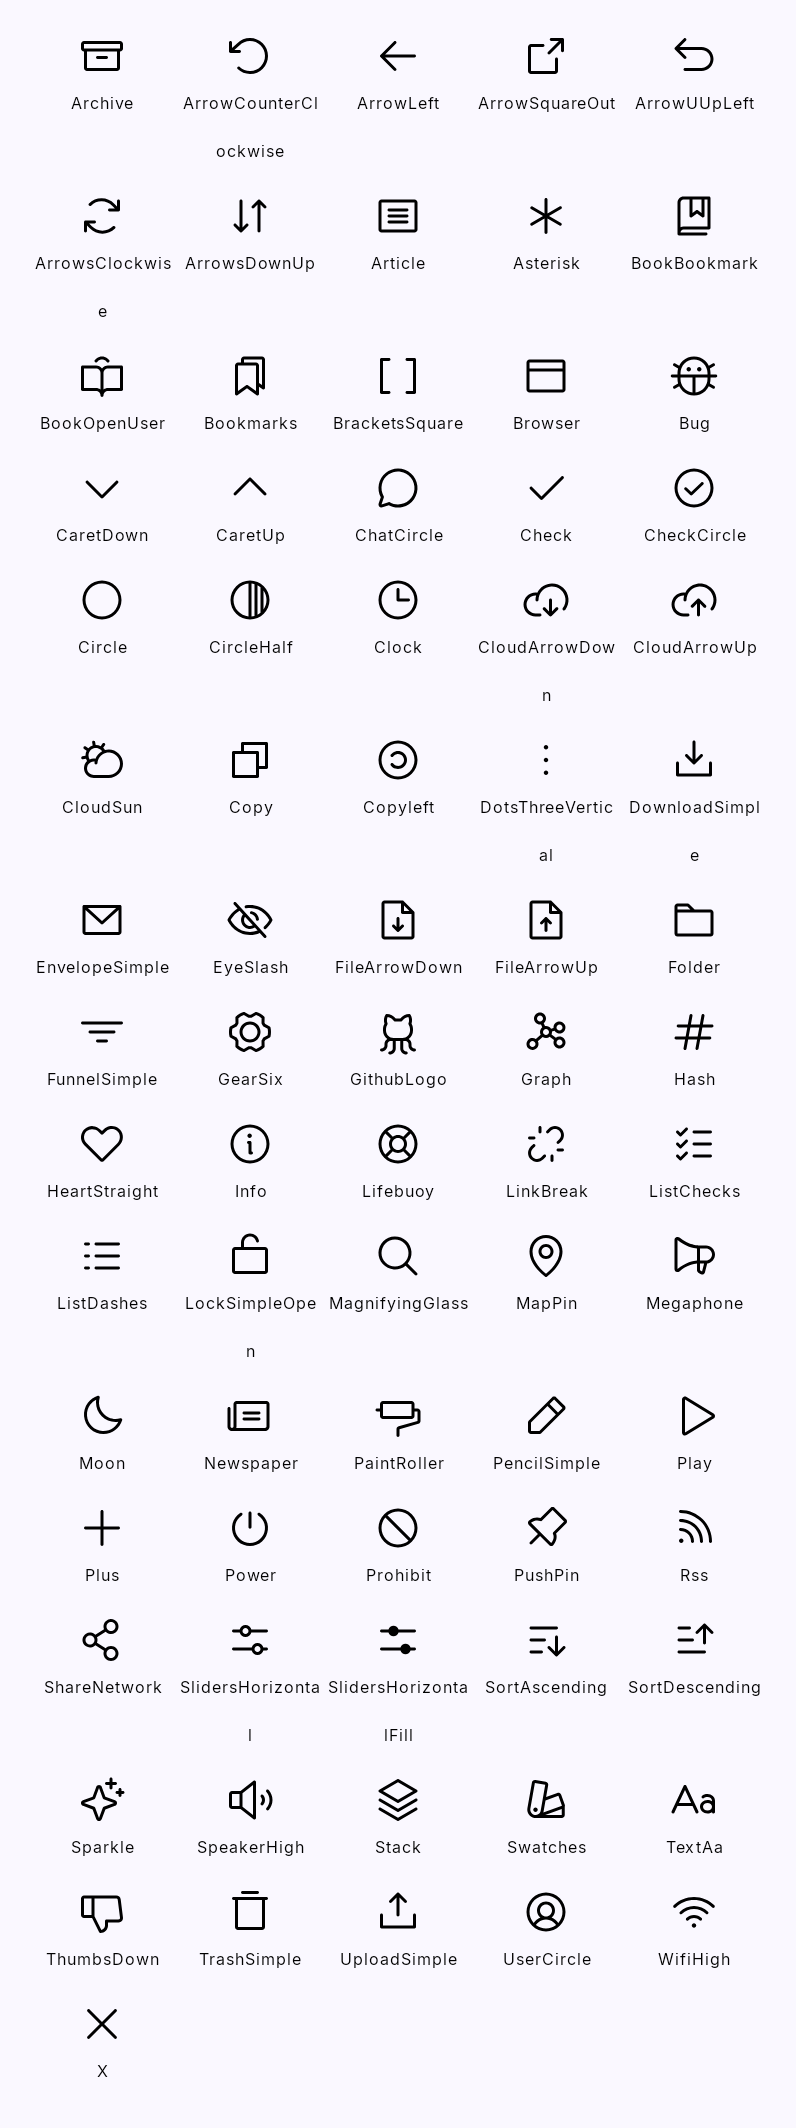 Archive
ArrowCounterCl
ockwise
ArrowLeft
ArrowSquareOut
ArrowUUpLeft
ArrowsClockwis
e
ArrowsDownUp
Article
Asterisk
BookBookmark
BookOpenUser
Bookmarks
BracketsSquare
Browser
Bug
CaretDown
CaretUp
ChatCircle
Check
CheckCircle
Circle
CircleHalf
Clock
CloudArrowDow
n
CloudArrowUp
CloudSun
Copy
Copyleft
DotsThreeVertic
al
DownloadSimpl
e
EnvelopeSimple
EyeSlash
FileArrowDown
FileArrowUp
Folder
FunnelSimple
GearSix
GithubLogo
Graph
Hash
HeartStraight
Info
Lifebuoy
LinkBreak
ListChecks
ListDashes
LockSimpleOpe
n
MagnifyingGlass
MapPin
Megaphone
Moon
Newspaper
PaintRoller
PencilSimple
Play
Plus
Power
Prohibit
PushPin
Rss
ShareNetwork
SlidersHorizonta
l
SlidersHorizonta
lFill
SortAscending
SortDescending
Sparkle
SpeakerHigh
Stack
Swatches
Aa
TextAa
ThumbsDown
TrashSimple
UploadSimple
UserCircle
WifiHigh
X